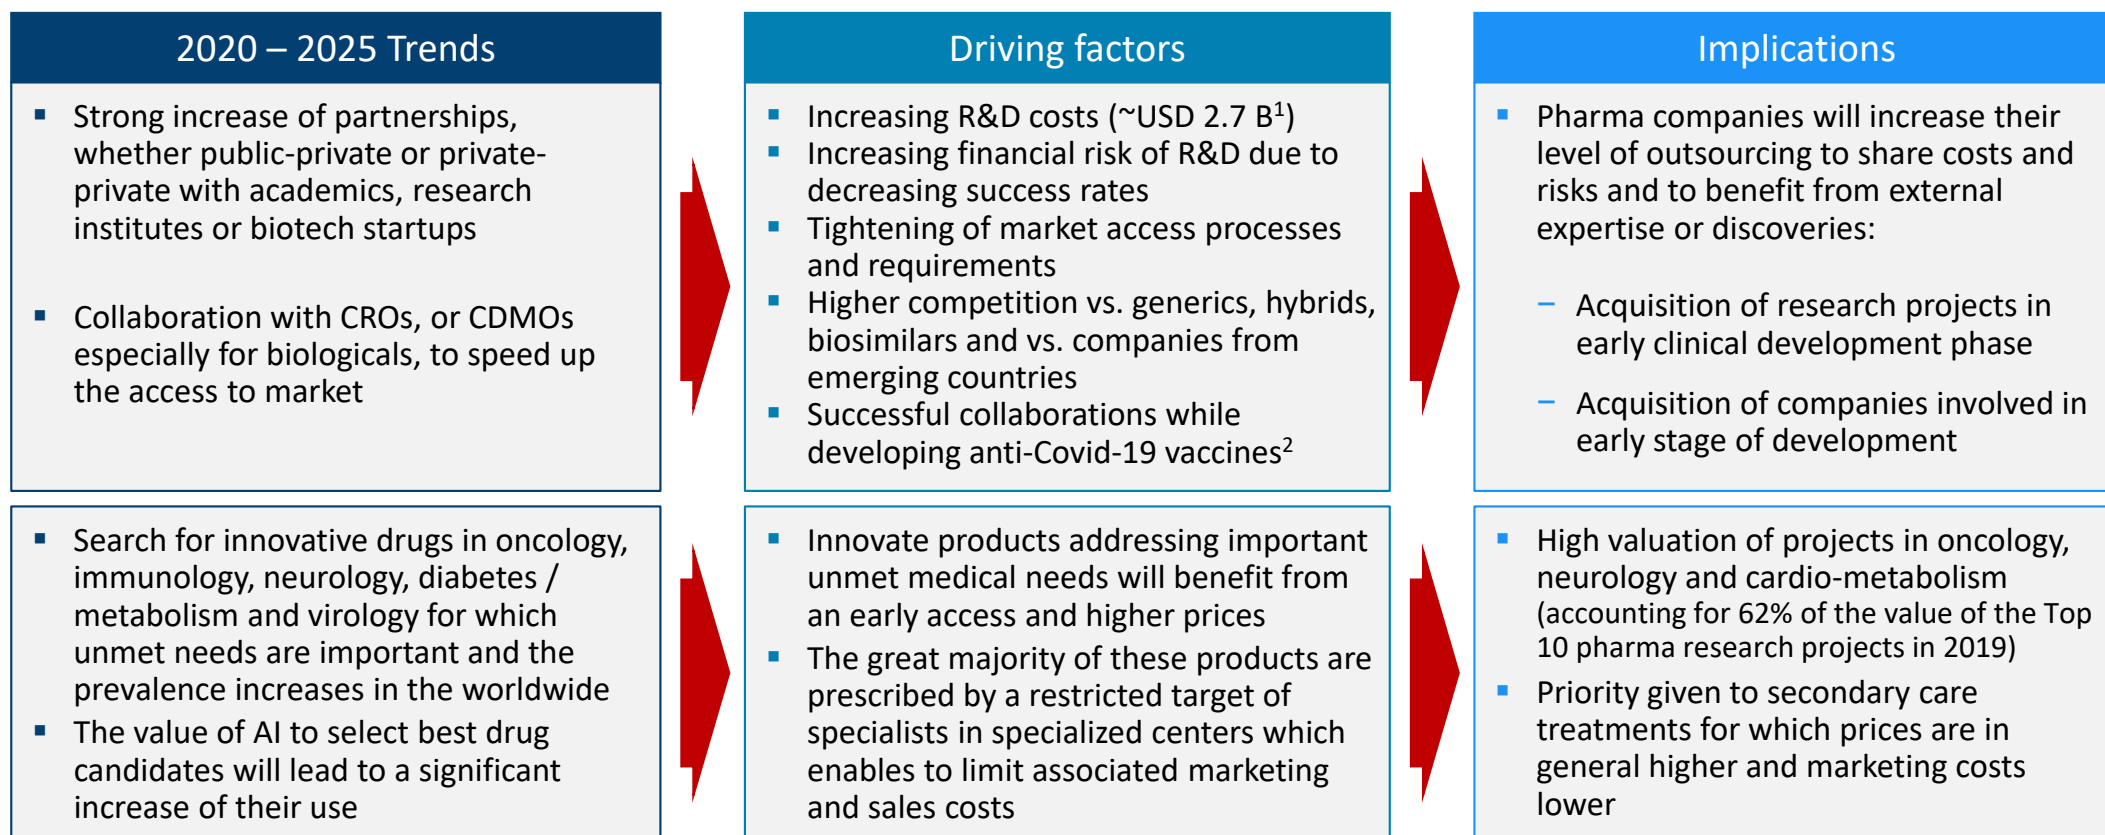 2020 – 2025 Trends
▪ Strong increase of partnerships,
whether public-private or private-
private with academics, research
institutes or biotech startups
▪ Collaboration with CROs, or CDMOs
especially for biologicals, to speed up
the access to market
Driving factors
▪ Increasing R&D costs (~USD 2.7 B¹)
▪ Increasing financial risk of R&D due to
decreasing success rates
▪ Tightening of market access processes
and requirements
▪ Higher competition vs. generics, hybrids,
biosimilars and vs. companies from
emerging countries
▪ Successful collaborations while
developing anti-Covid-19 vaccines²
Implications
▪ Pharma companies will increase their
level of outsourcing to share costs and
risks and to benefit from external
expertise or discoveries:
− Acquisition of research projects in
early clinical development phase
− Acquisition of companies involved in
early stage of development
▪ Search for innovative drugs in oncology,
immunology, neurology, diabetes /
metabolism and virology for which
unmet needs are important and the
prevalence increases in the worldwide
▪ The value of AI to select best drug
candidates will lead to a significant
increase of their use
▪ Innovate products addressing important
unmet medical needs will benefit from
an early access and higher prices
▪ The great majority of these products are
prescribed by a restricted target of
specialists in specialized centers which
enables to limit associated marketing
and sales costs
▪ High valuation of projects in oncology,
neurology and cardio-metabolism
(accounting for 62% of the value of the Top
10 pharma research projects in 2019)
▪ Priority given to secondary care
treatments for which prices are in
general higher and marketing costs
lower